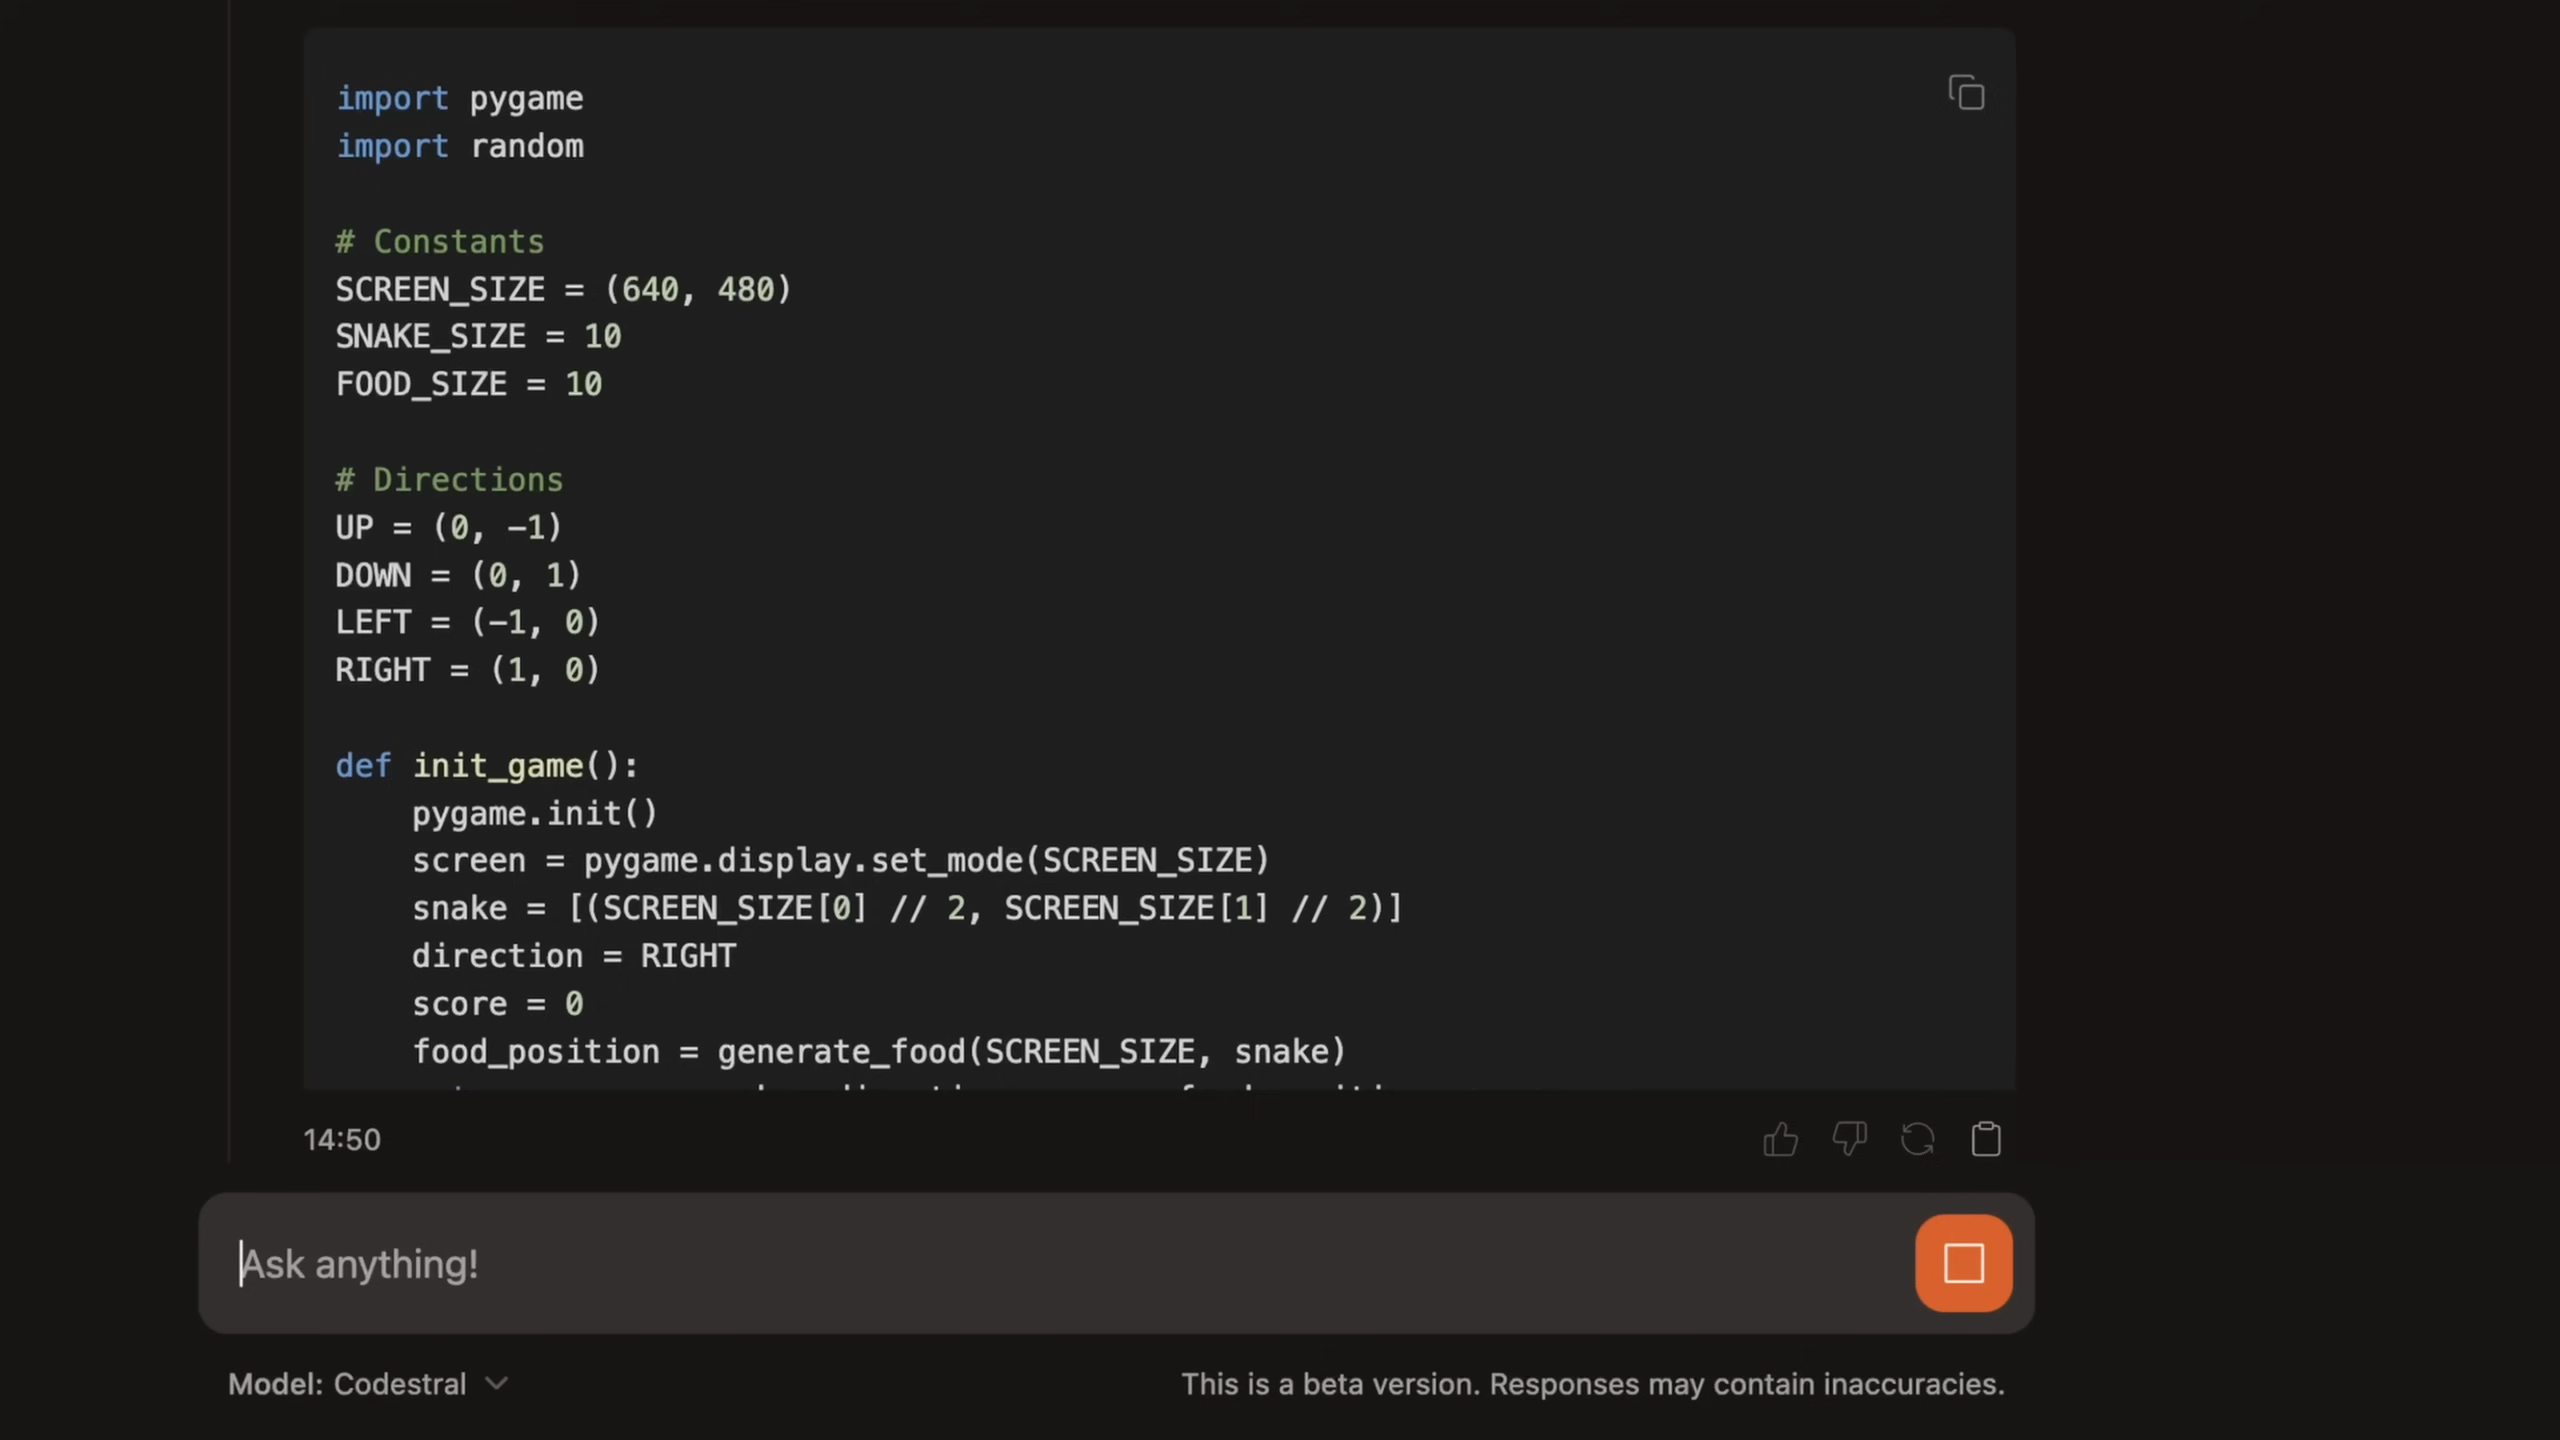 import pygame
import random
# Constants
SCREEN_SIZE = (640, 480)
SNAKE_SIZE = 10
FOOD_SIZE = 10
# Directions
UP = (0, -1)
DOWN = (0, 1)
LEFT = (-1, 0)
RIGHT = (1, 0)
def init_game():
    pygame.init()
    screen = pygame.display.set_mode(SCREEN_SIZE)
    snake = [(SCREEN_SIZE[0] // 2, SCREEN_SIZE[1] // 2)]
    direction = RIGHT
    score = 0
    food_position = generate_food(SCREEN_SIZE, snake)
14:50
Ask anything!
Model: Codestral
This is a beta version. Responses may contain inaccuracies.